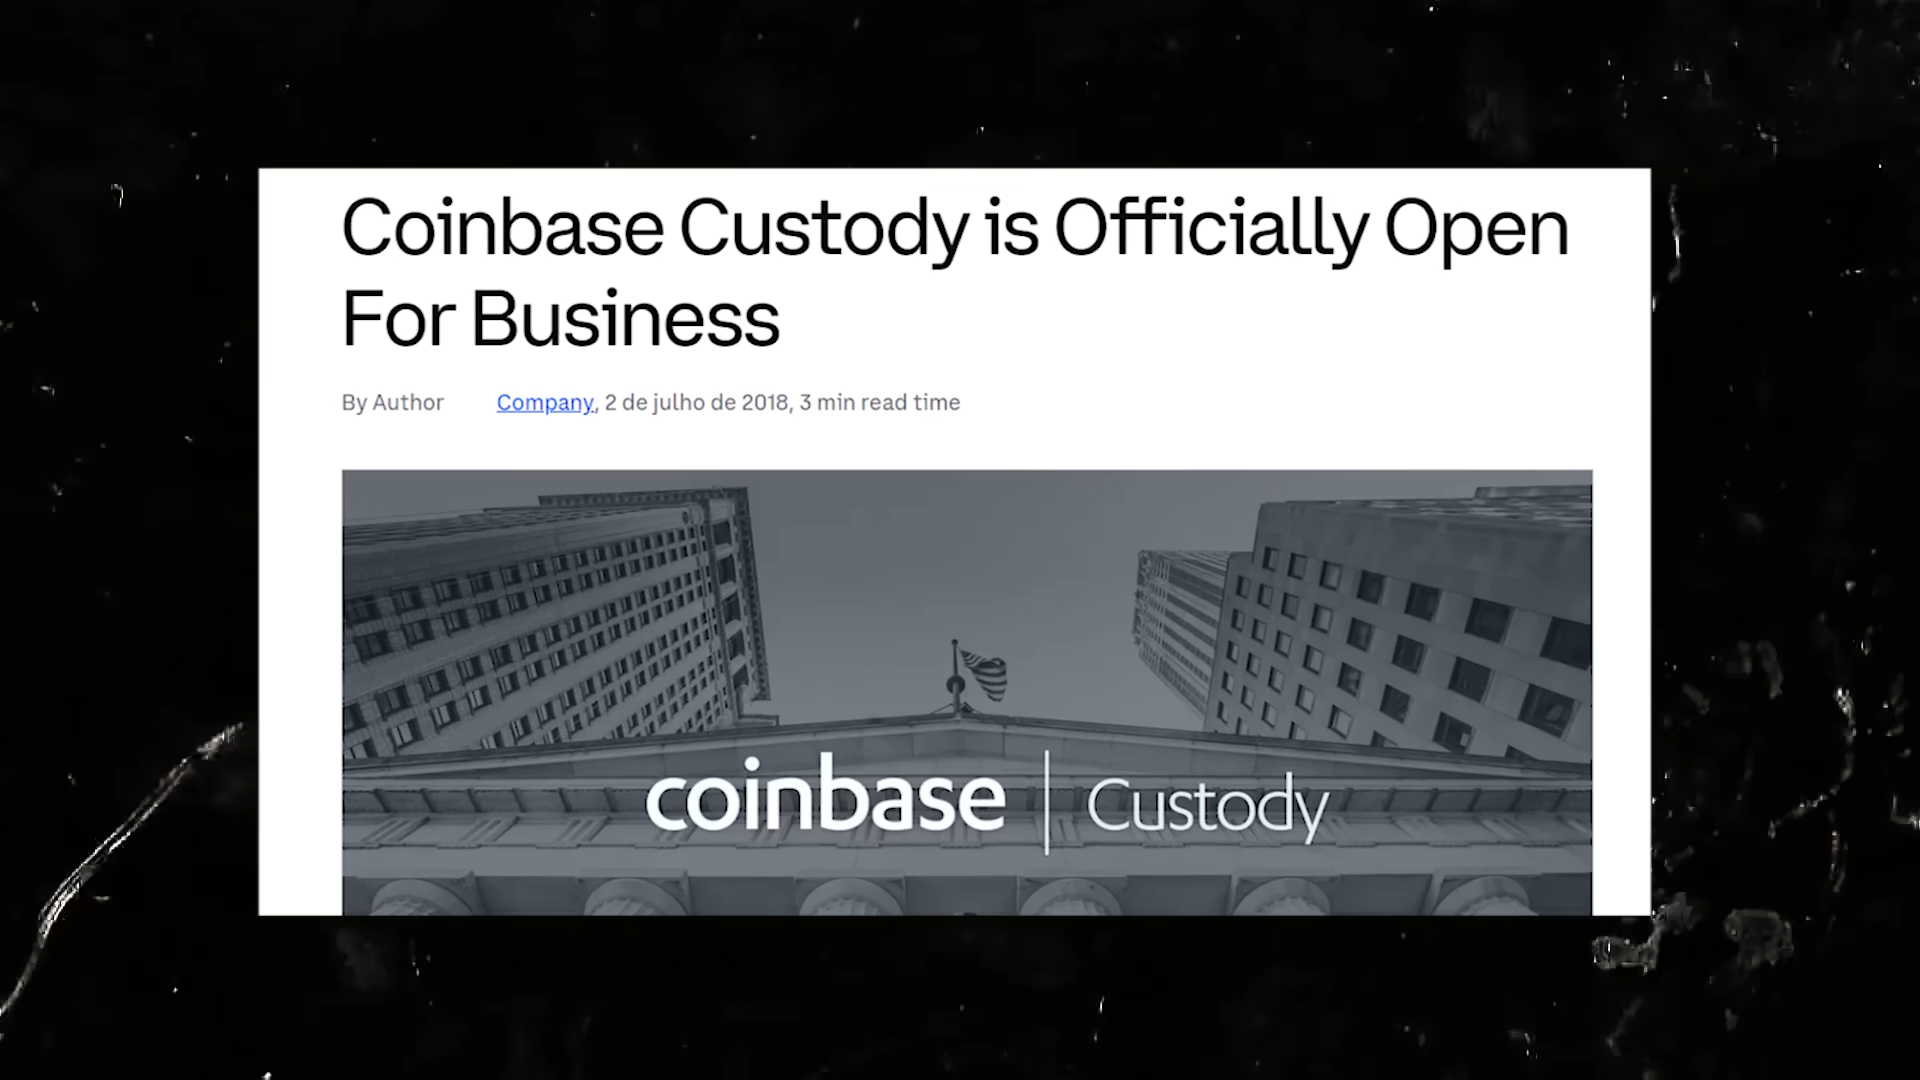 Coinbase Custody is Officially Open
For Business
By Author Company, 2 de julho de 2018, 3 min read time
coinbase | Custody